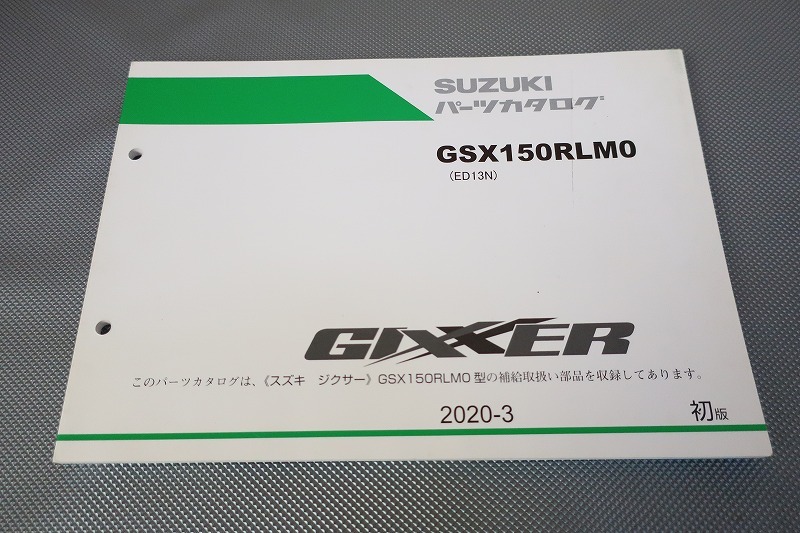 SUZUKI
パーツカタログ
GSX150RLM0
(ED13N)
GIXXER
このパーツカタログは、《スズキ ジクサー》GSX150RLM0型の補給取扱い部品を収録してあります。
2020-3
初版